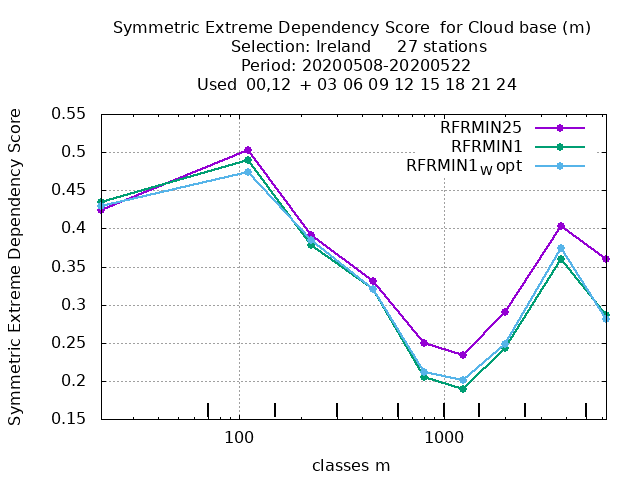 Symmetric Extreme Dependency Score for Cloud base (m)
Selection: Ireland 27 stations
Period: 20200508-20200522
Used 00,12 + 03 06 09 12 15 18 21 24
Symmetric Extreme Dependency Score
0.55
0.5
0.45
0.4
0.35
0.3
0.25
0.2
0.15
RFRMIN25
RFRMIN1
RFRMIN1W opt
100
1000
classes m